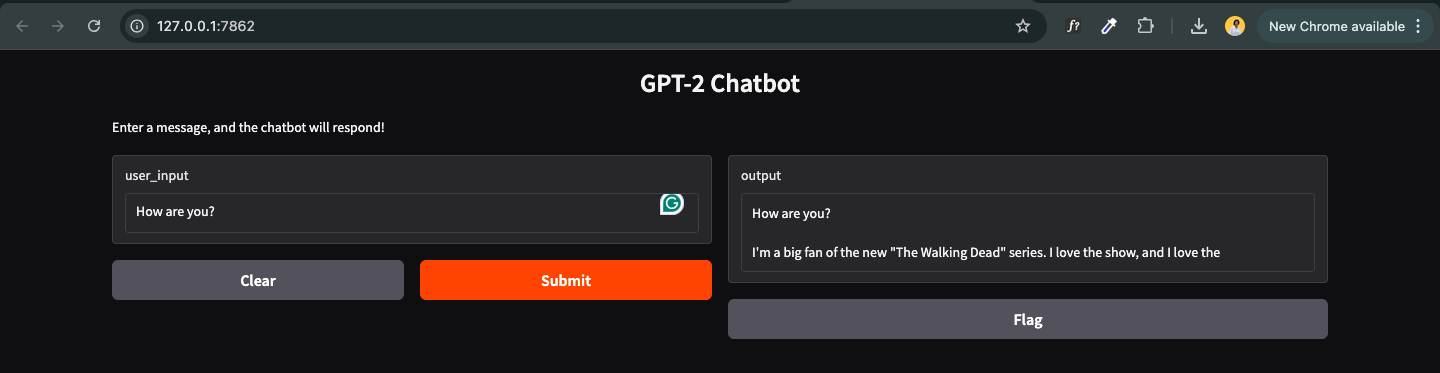 127.0.0.1:7862
New Chrome available
GPT-2 Chatbot
Enter a message, and the chatbot will respond!
user_input
How are you?
Clear
Submit
output
How are you?
I'm a big fan of the new "The Walking Dead" series. I love the show, and I love the
Flag